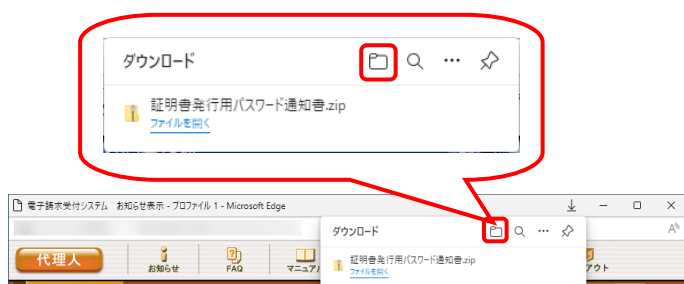 ダウンロード
証明書発行用パスワード通知書.zip
ファイルを開く
電子請求受付システム お知らせ表示 - プロファイル 1 - Microsoft Edge
ダウンロード
代理人
お知らせ
FAQ
マニュア
証明書発行用パスワード通知書.zip
ファイルを開く
アウト